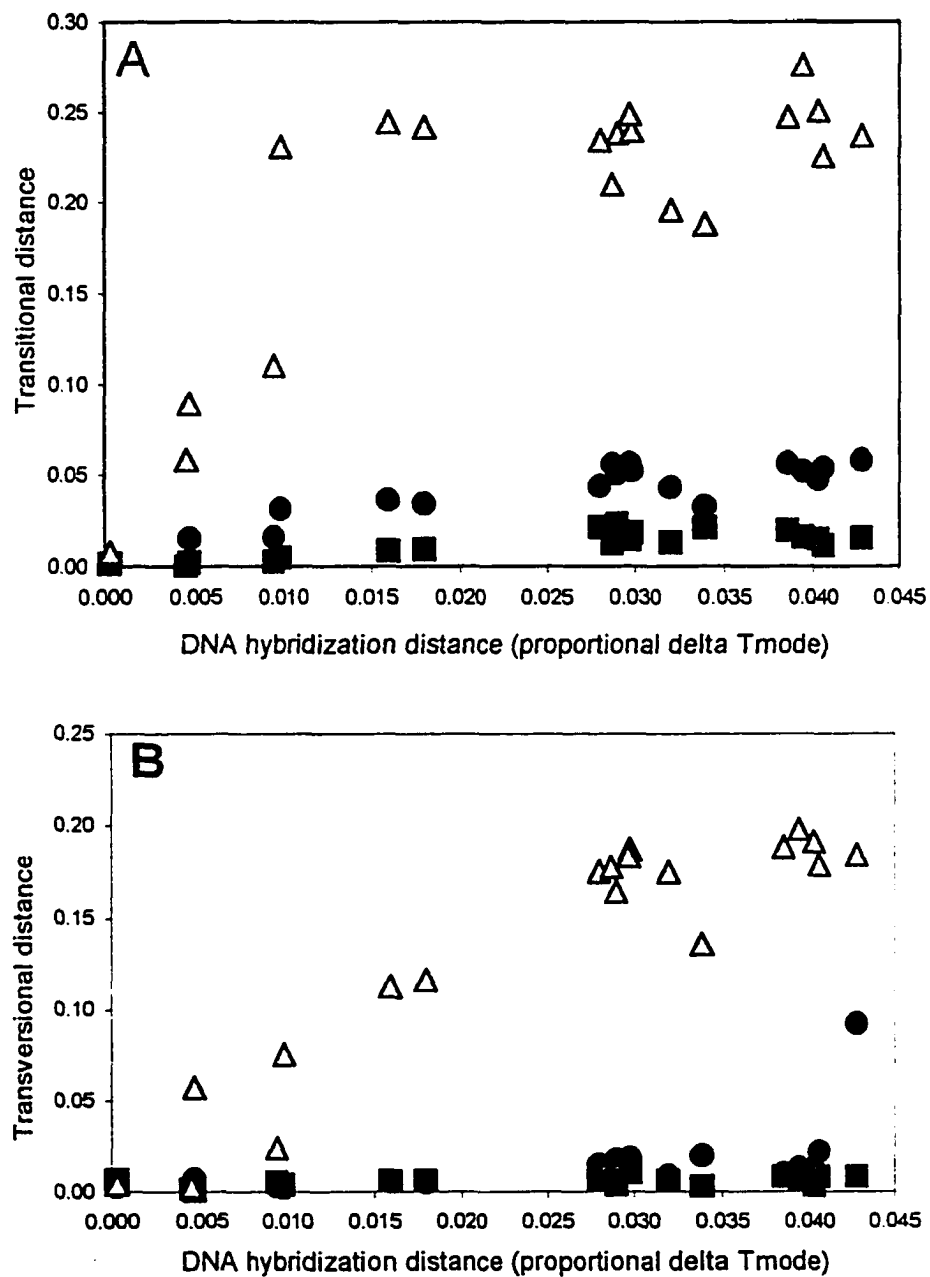 A
0.30
0.25
0.20
0.15
0.10
0.05
0.00
Transitional distance
0.000 0.005 0.010 0.015 0.020 0.025 0.030 0.035 0.040 0.045
DNA hybridization distance (proportional delta Tmode)
B
0.25
0.20
0.15
0.10
0.05
0.00
Transversional distance
0.000 0.005 0.010 0.015 0.020 0.025 0.030 0.035 0.040 0.045
DNA hybridization distance (proportional delta Tmode)